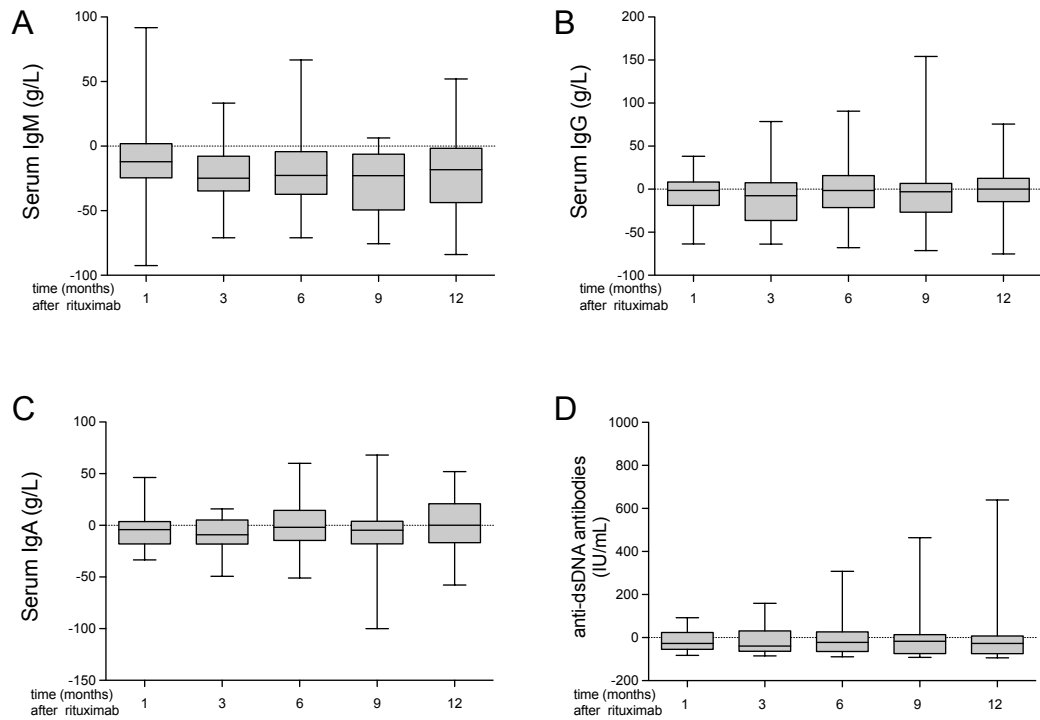 A
Serum IgM (g/L)
100
50
0
-50
-100
time (months)
after rituximab
1 3 6 9 12
B
Serum IgG (g/L)
200
150
100
50
0
-50
-100
time (months)
after rituximab
1 3 6 9 12
C
Serum IgA (g/L)
100
50
0
-50
-100
-150
time (months)
after rituximab
1 3 6 9 12
D
anti-dsDNA antibodies
(IU/mL)
1000
800
600
400
200
0
-200
time (months)
after rituximab
1 3 6 9 12